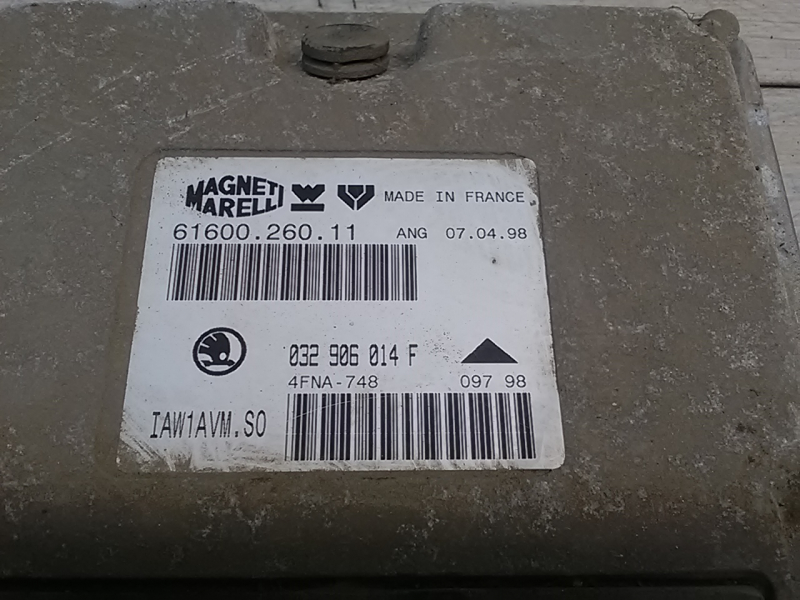 MAGNETI MARELLI W MADE IN FRANCE
61600.260.11 ANG 07.04.98
032 906 014 F
4FNA-748 097 98
IAW1AVM.S0